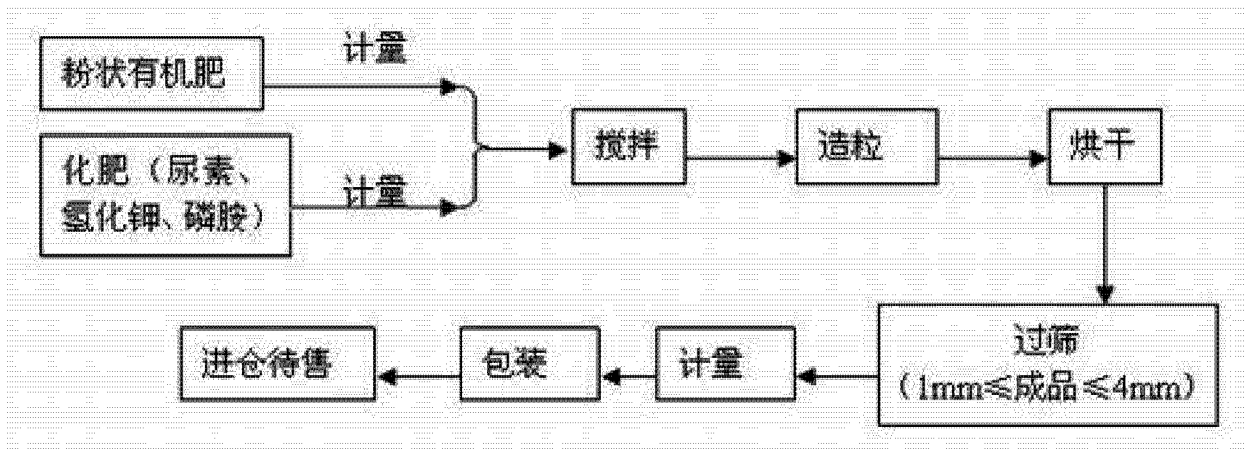 粉状有机肥
计量
化肥（尿素、
氢化钾、磷胺）
计量
搅拌
造粒
烘干
过筛
（1mm≤成品≤4mm）
计量
包装
进仓待售